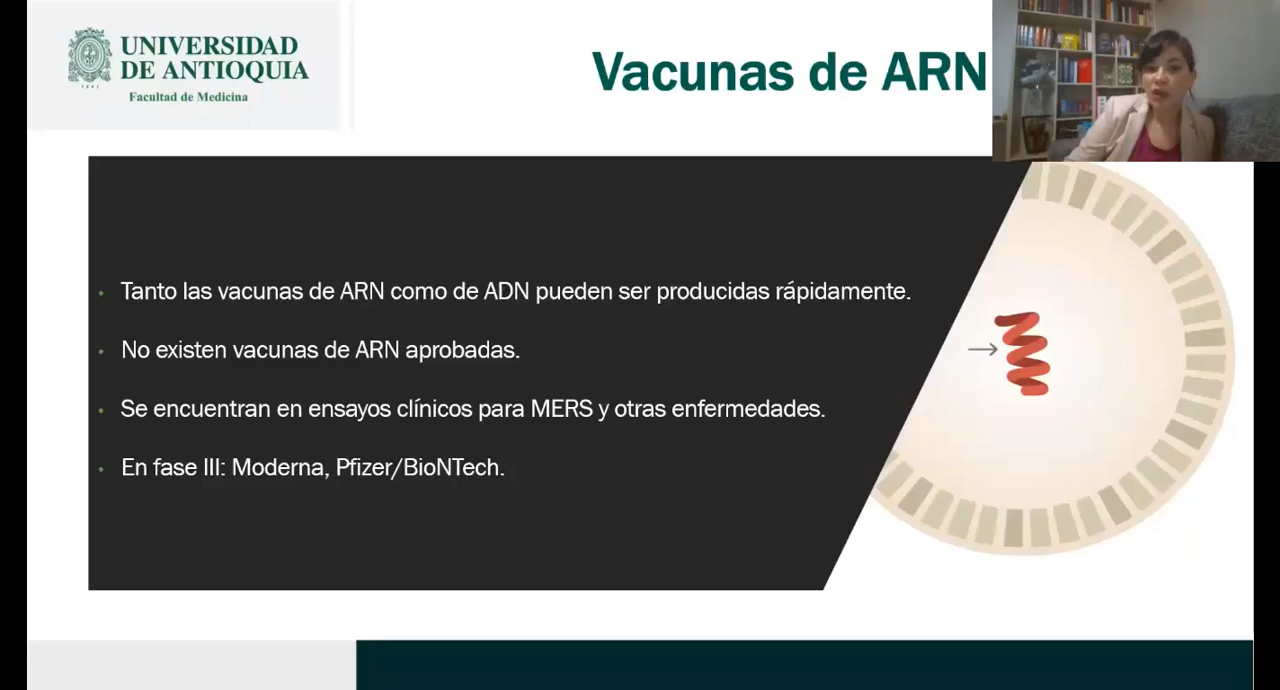 UNIVERSIDAD
DE ANTIOQUIA
Facultad de Medicina
Vacunas de ARN
Tanto las vacunas de ARN como de ADN pueden ser producidas rápidamente.
No existen vacunas de ARN aprobadas.
Se encuentran en ensayos clínicos para MERS y otras enfermedades.
En fase III: Moderna, Pfizer/BioNTech.